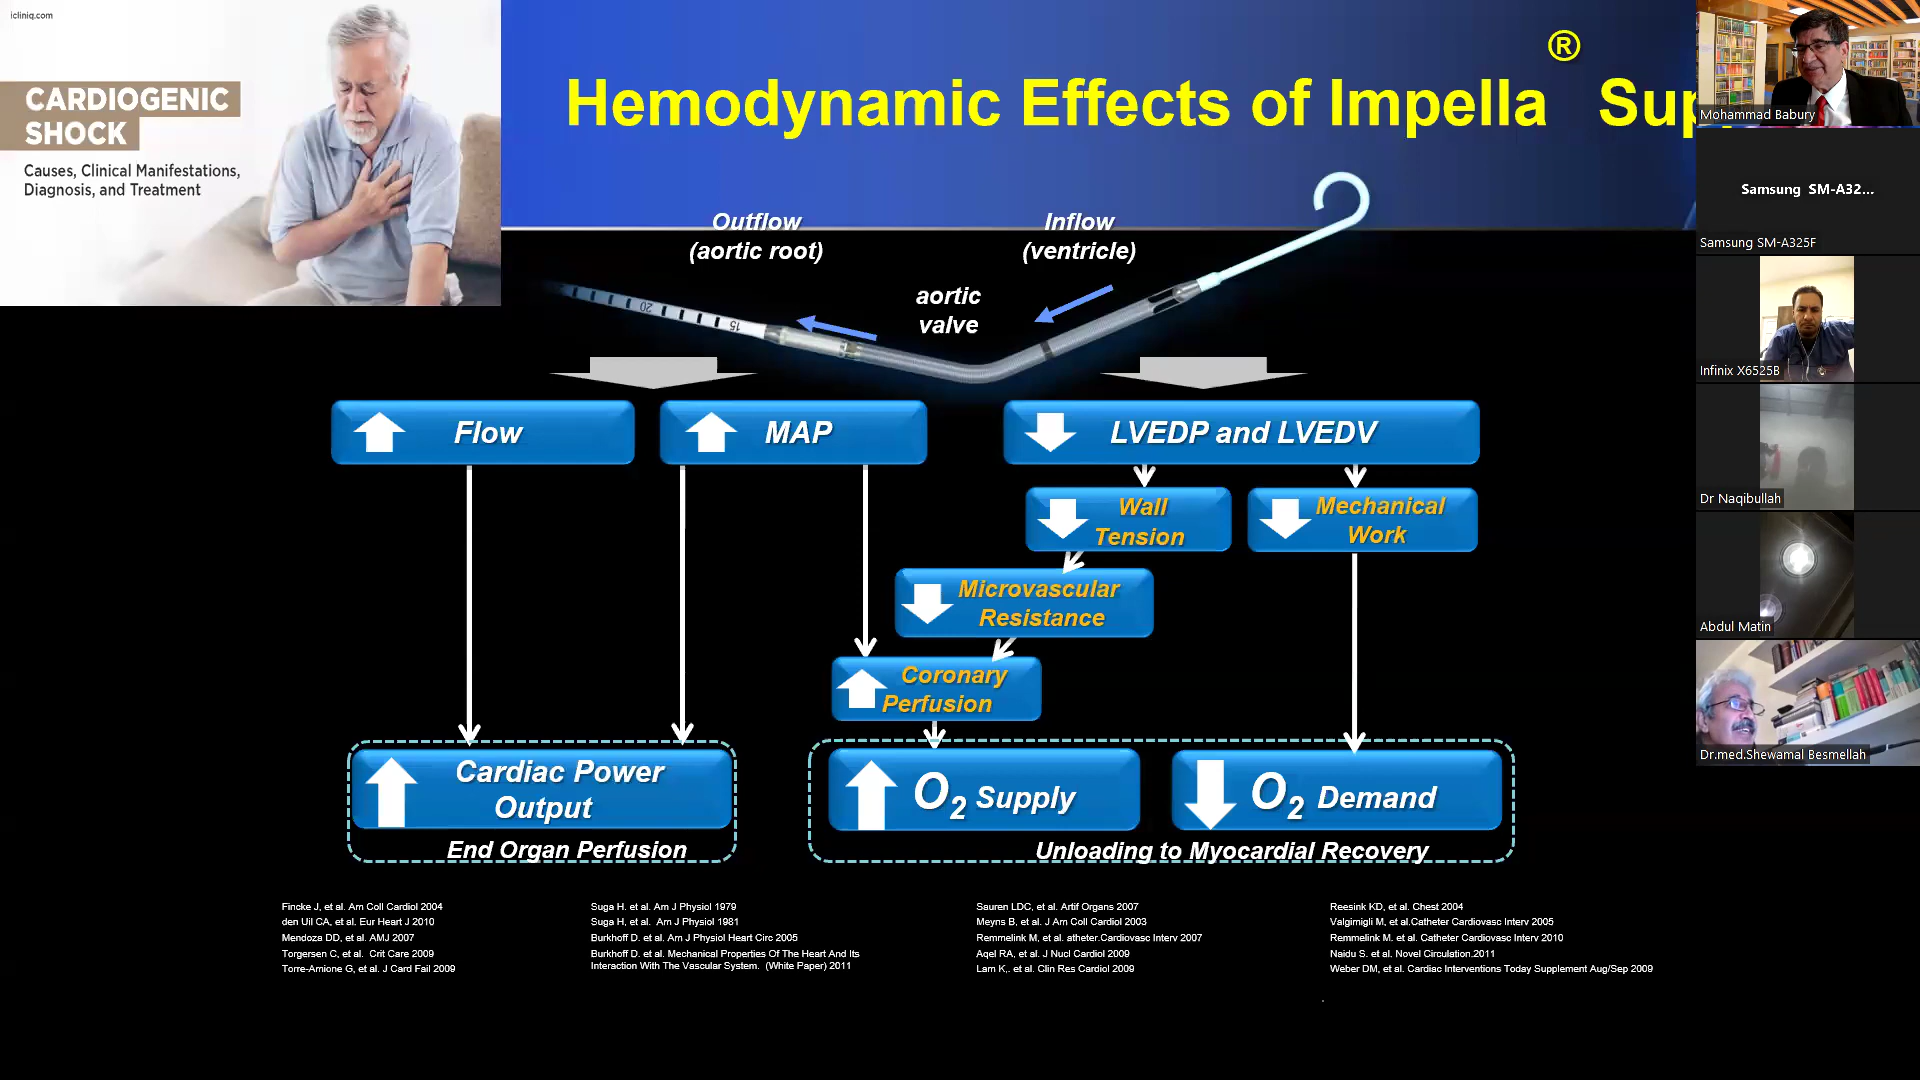 icliniq.com
CARDIOGENIC
SHOCK
Causes, Clinical Manifestations,
Diagnosis, and Treatment
Hemodynamic Effects of Impella® Sup
Outflow
(aortic root)
Inflow
(ventricle)
aortic
valve
20
15
Flow
MAP
LVEDP and LVEDV
Wall
Tension
Mechanical
Work
Microvascular
Resistance
Coronary
Perfusion
Cardiac Power
Output
O2 Supply
O2 Demand
End Organ Perfusion
Unloading to Myocardial Recovery
Fincke J, et al. Am Coll Cardiol 2004
den Uil CA, et al. Eur Heart J 2010
Mendoza DD, et al. AMJ 2007
Torgersen C, et al.  Crit Care 2009
Torre-Amione G, et al. J Card Fail 2009
Suga H. et al. Am J Physiol 1979
Suga H, et al.  Am J Physiol 1981
Burkhoff D. et al. Am J Physiol Heart Circ 2005
Burkhoff D. et al. Mechanical Properties Of The Heart And Its
Interaction With The Vascular System.  (White Paper) 2011
Sauren LDC, et al. Artif Organs 2007
Meyns B, et al. J Am Coll Cardiol 2003
Remmelink M, et al. atheter.Cardiovasc Interv 2007
Aqel RA, et al. J Nucl Cardiol 2009
Lam K,. et al. Clin Res Cardiol 2009
Reesink KD, et al. Chest 2004
Valgimigli M, et al.Catheter Cardiovasc Interv 2005
Remmelink M. et al. Catheter Cardiovasc Interv 2010
Naidu S. et al. Novel Circulation.2011
Weber DM, et al. Cardiac Interventions Today Supplement Aug/Sep 2009
Mohammad Babury
Samsung SM-A32...
Samsung SM-A325F
Infinix X6525B
Dr Naqibullah
Abdul Matin
Dr.med.Shewamal Besmellah